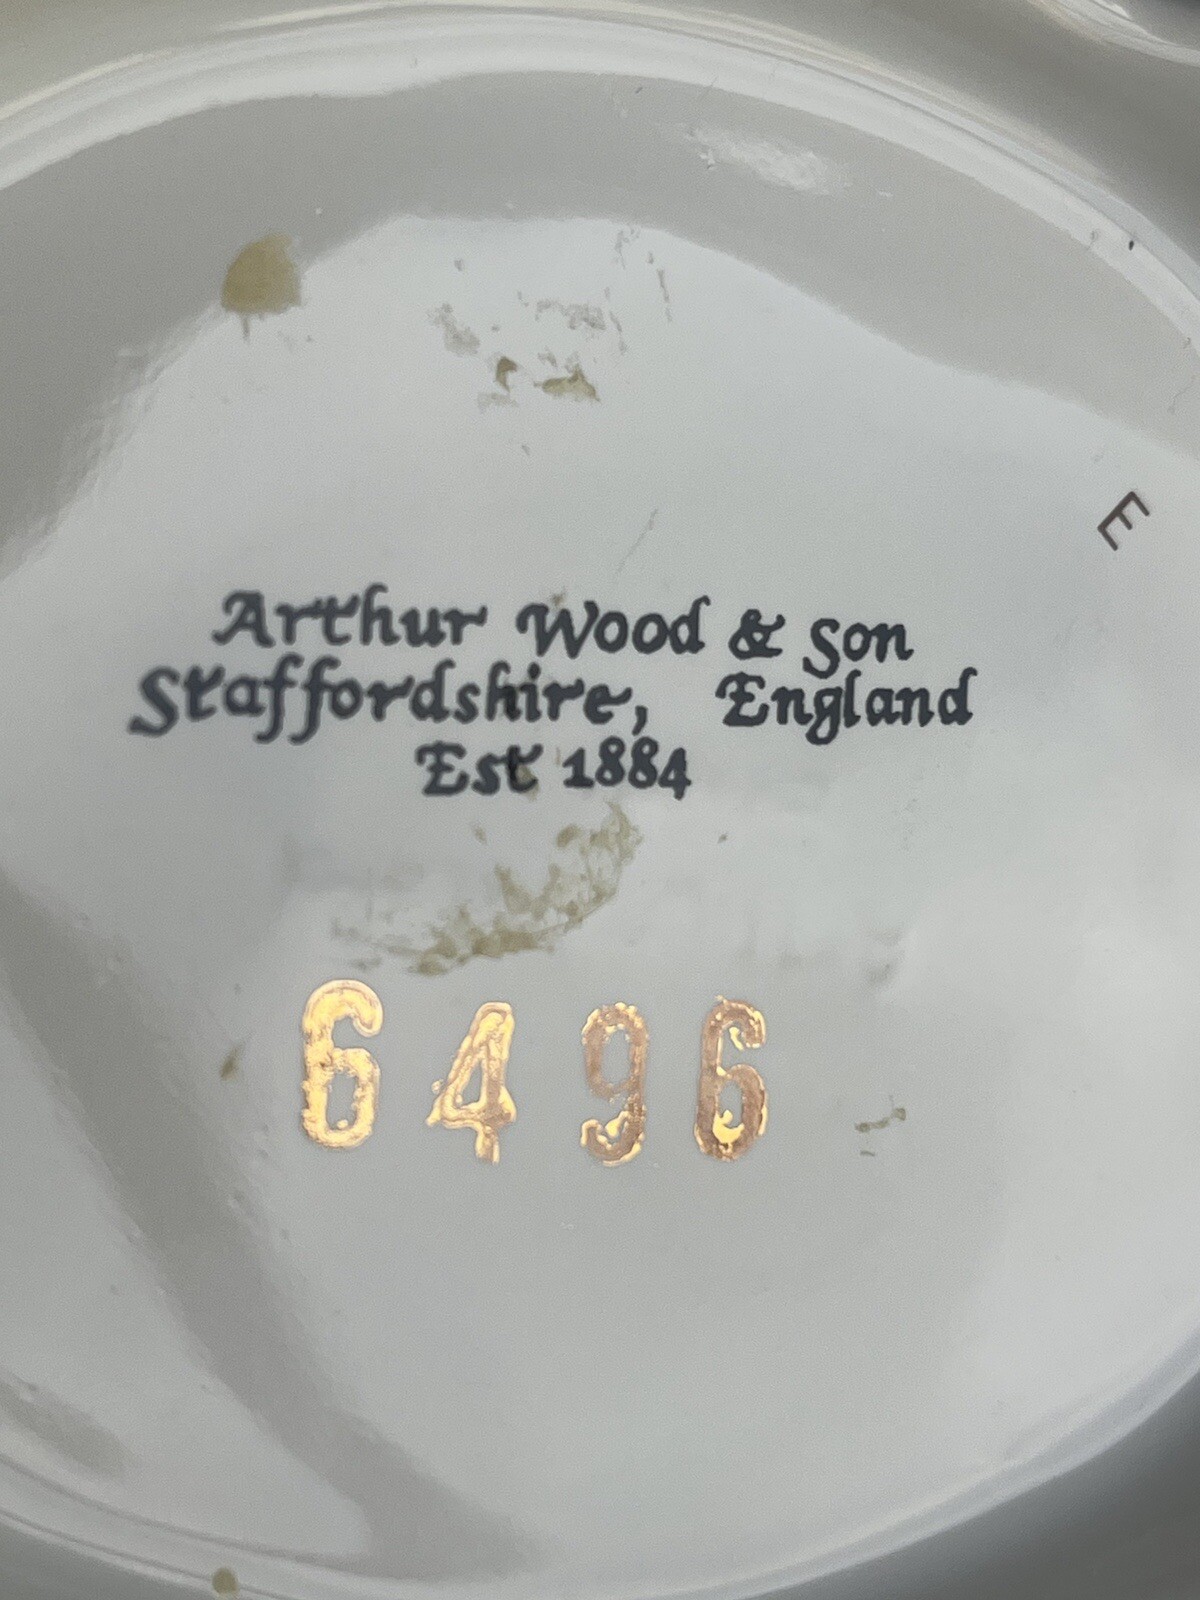 E
Arthur Wood & Son
Staffordshire, England
Est 1884
6496